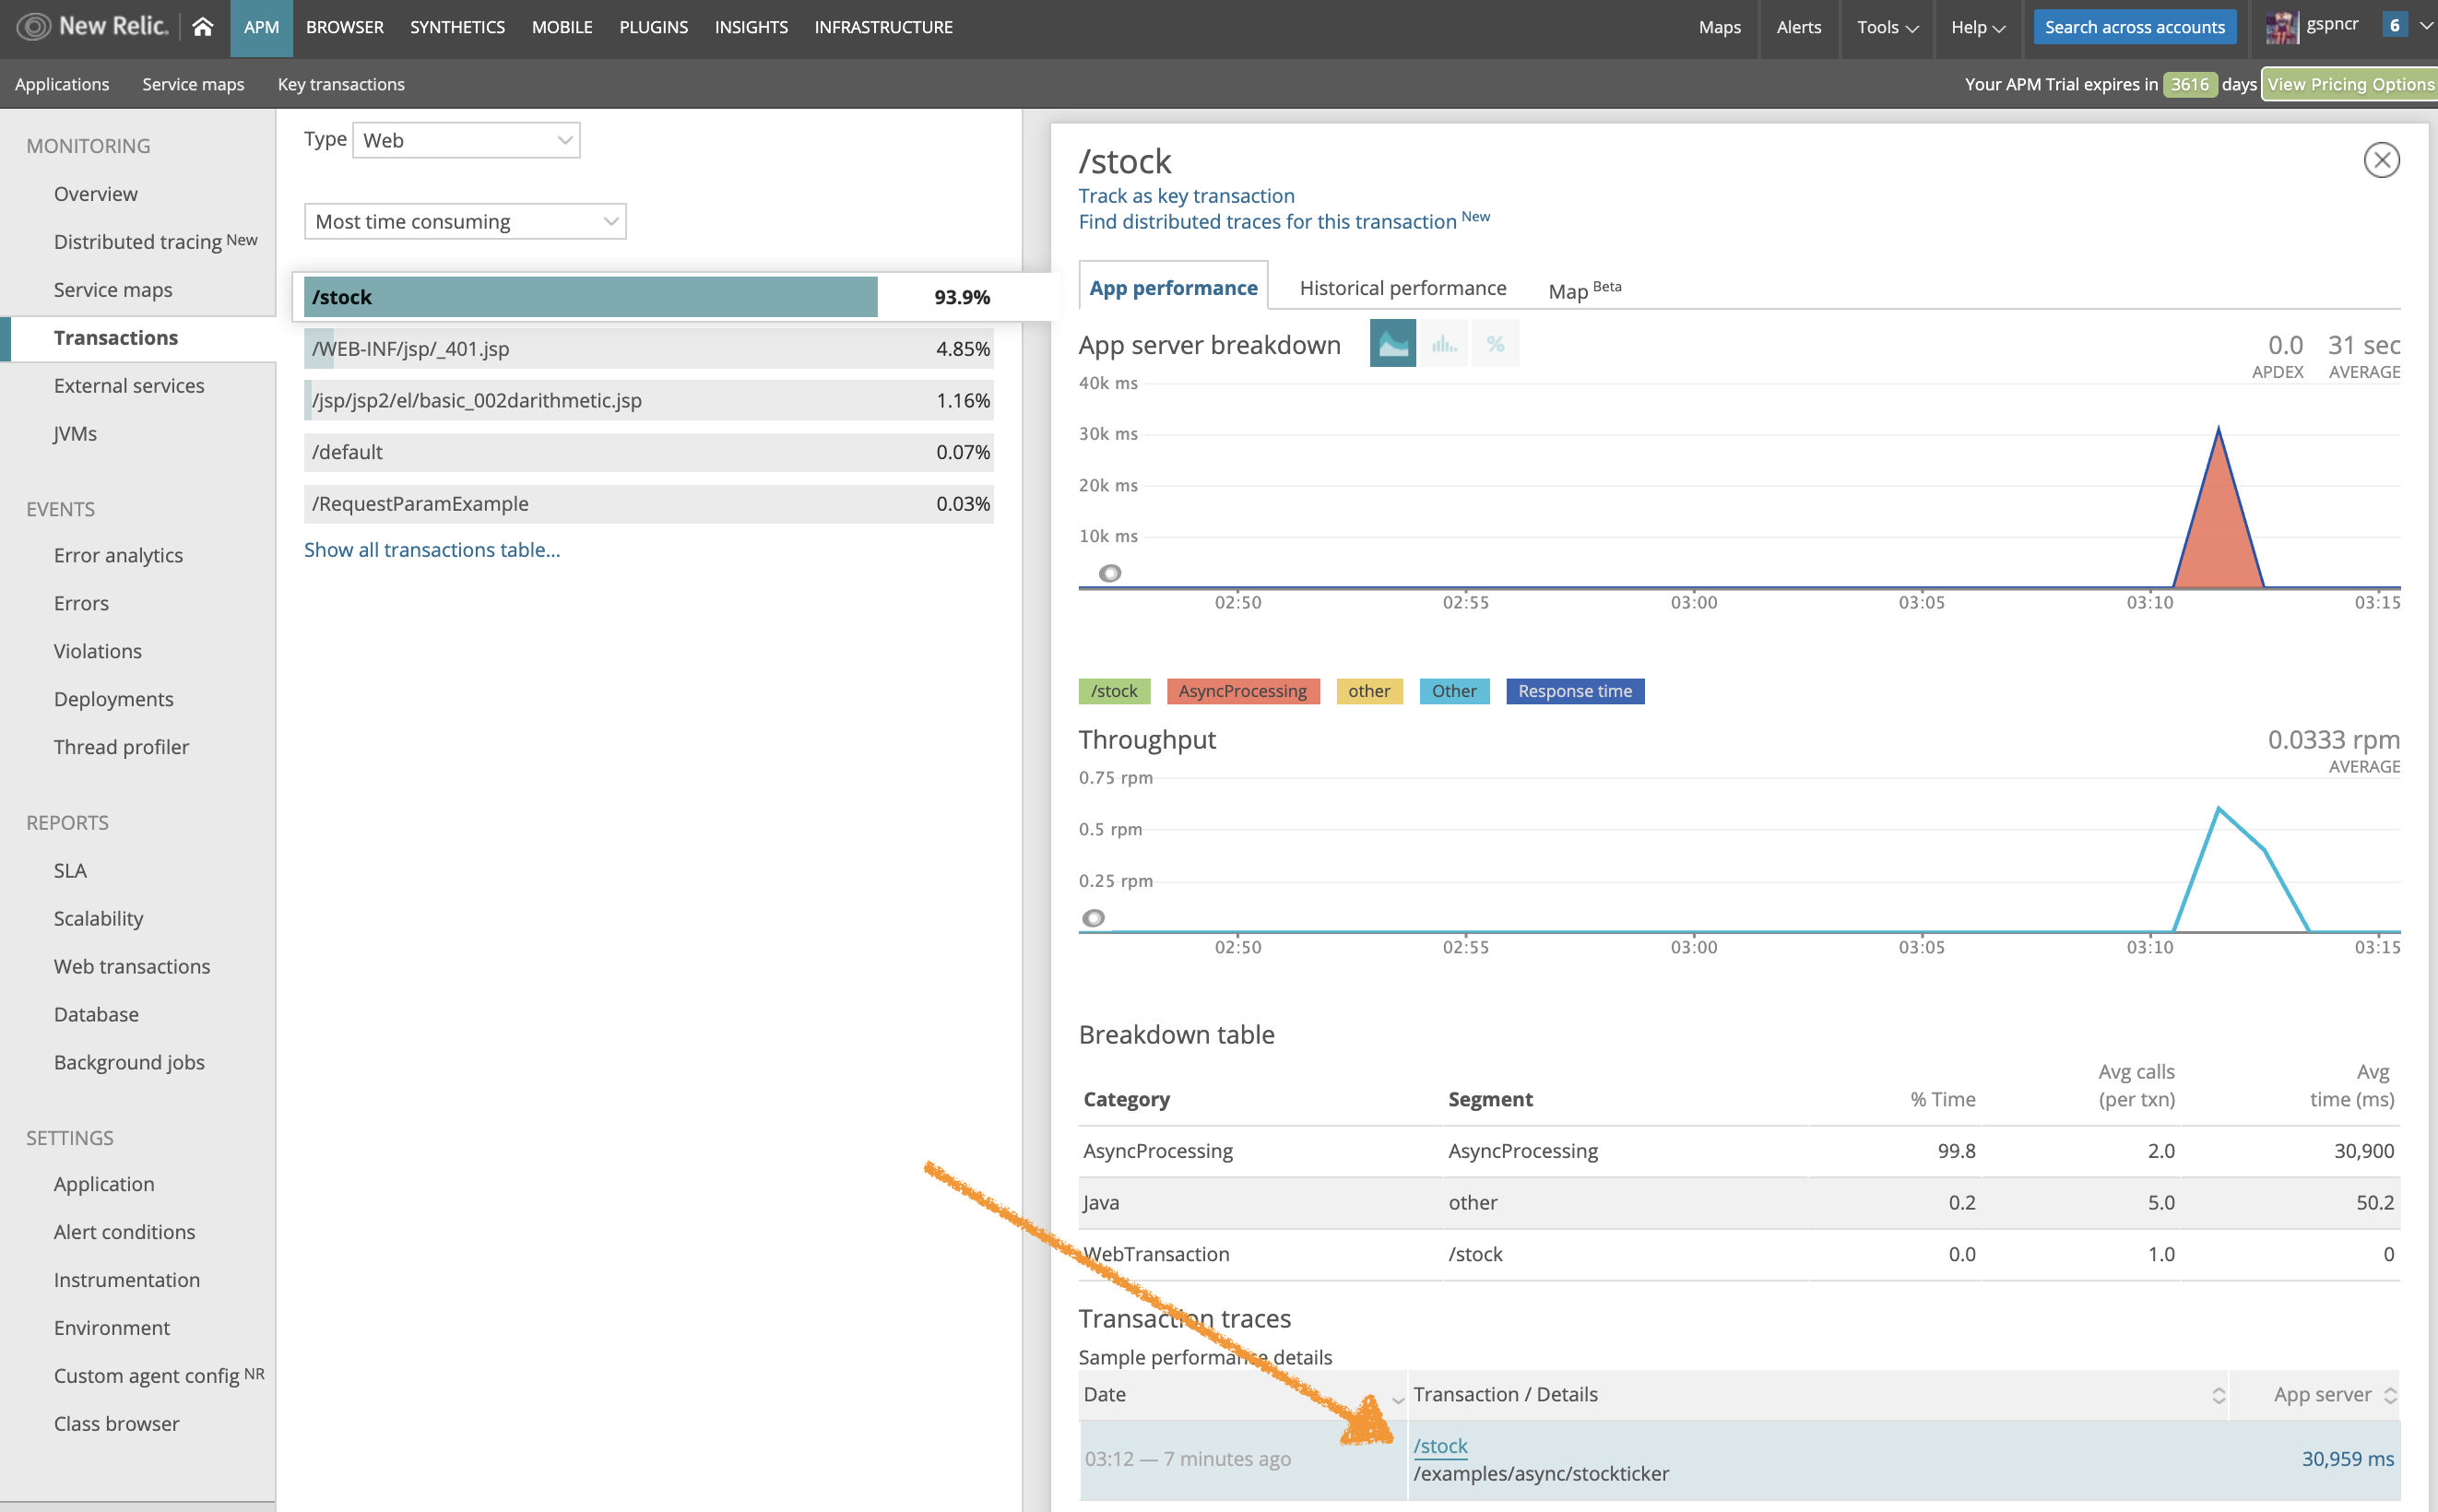 New Relic.
APM
BROWSER
SYNTHETICS
MOBILE
PLUGINS
INSIGHTS
INFRASTRUCTURE
Maps
Alerts
Tools
Help
Search across accounts
gspncr
6
Applications
Service maps
Key transactions
Your APM Trial expires in 3616 days
View Pricing Options
MONITORING
Overview
Distributed tracing New
Service maps
Transactions
External services
JVMs
EVENTS
Error analytics
Errors
Violations
Deployments
Thread profiler
REPORTS
SLA
Scalability
Web transactions
Database
Background jobs
SETTINGS
Application
Alert conditions
Instrumentation
Environment
Custom agent config NR
Class browser
Type Web
Most time consuming
/stock 93.9%
/WEB-INF/jsp/_401.jsp 4.85%
/jsp/jsp2/el/basic_002darithmetic.jsp 1.16%
/default 0.07%
/RequestParamExample 0.03%
Show all transactions table...
/stock
Track as key transaction
Find distributed traces for this transaction New
App performance
Historical performance
Map Beta
App server breakdown
%
0.0 31 sec
APDEX AVERAGE
40k ms
30k ms
20k ms
10k ms
02:50 02:55 03:00 03:05 03:10 03:15
/stock AsyncProcessing other Other Response time
Throughput
0.0333 rpm
AVERAGE
0.75 rpm
0.5 rpm
0.25 rpm
02:50 02:55 03:00 03:05 03:10 03:15
Breakdown table
Category Segment % Time Avg calls (per txn) Avg time (ms)
AsyncProcessing AsyncProcessing 99.8 2.0 30,900
Java other 0.2 5.0 50.2
WebTransaction /stock 0.0 1.0 0
Transaction traces
Sample performance details
Date Transaction / Details App server
03:12 — 7 minutes ago /stock 30,959 ms
/examples/async/stockticker